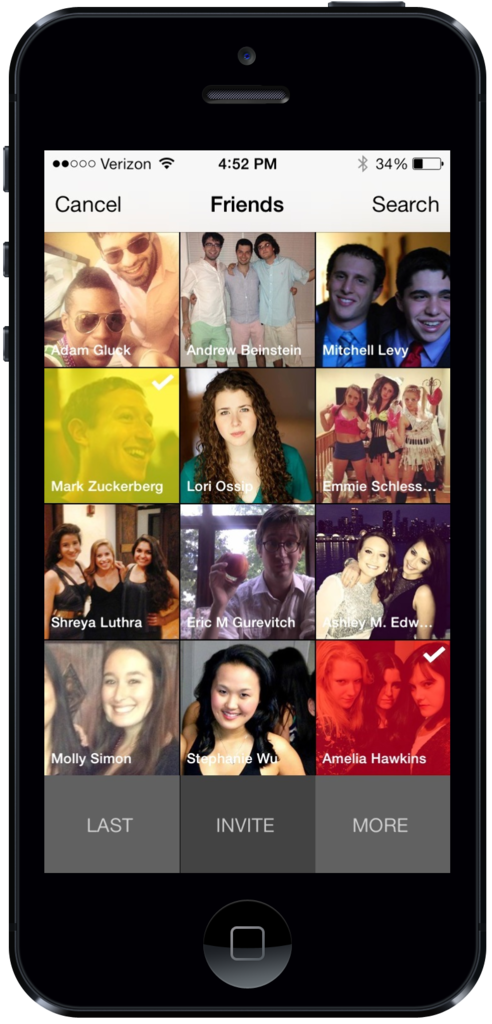 Verizon 4:52 PM 34%
Cancel Friends Search
Adam Gluck Andrew Beinstein Mitchell Levy
Mark Zuckerberg Lori Ossip Emmie Schless...
Shreya Luthra Eric M Gurevitch Ashley M. Edw...
Molly Simon Stephanie Wu Amelia Hawkins
LAST INVITE MORE